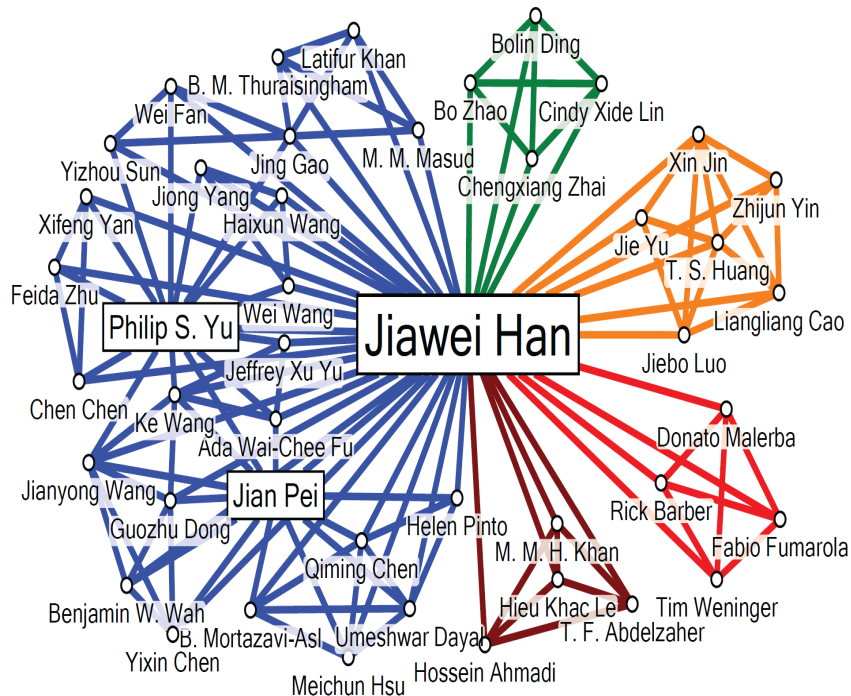 Bolin Ding
Latifur Khan
B. M. Thuraisingham
Wei Fan
Bo Zhao
Cindy Xide Lin
Yizhou Sun
Jing Gao
M. M. Masud
Xin Jin
Chengxiang Zhai
Jiong Yang
Zhijun Yin
Xifeng Yan
Haixun Wang
Jie Yu
T. S. Huang
Feida Zhu
Wei Wang
Liangliang Cao
Philip S. Yu
Jiawei Han
Jiebo Luo
Jeffrey Xu Yu
Chen Chen
Ke Wang
Donato Malerba
Ada Wai-Chee Fu
Jianyong Wang
Jian Pei
Rick Barber
Guozhu Dong
Helen Pinto
Fabio Fumarola
M. M. H. Khan
Qiming Chen
Hieu Khac Le
Tim Weninger
Benjamin W. Wah
T. F. Abdelzaher
B. Mortazavi-Asl
Umeshwar Dayal
Yixin Chen
Hossein Ahmadi
Meichun Hsu